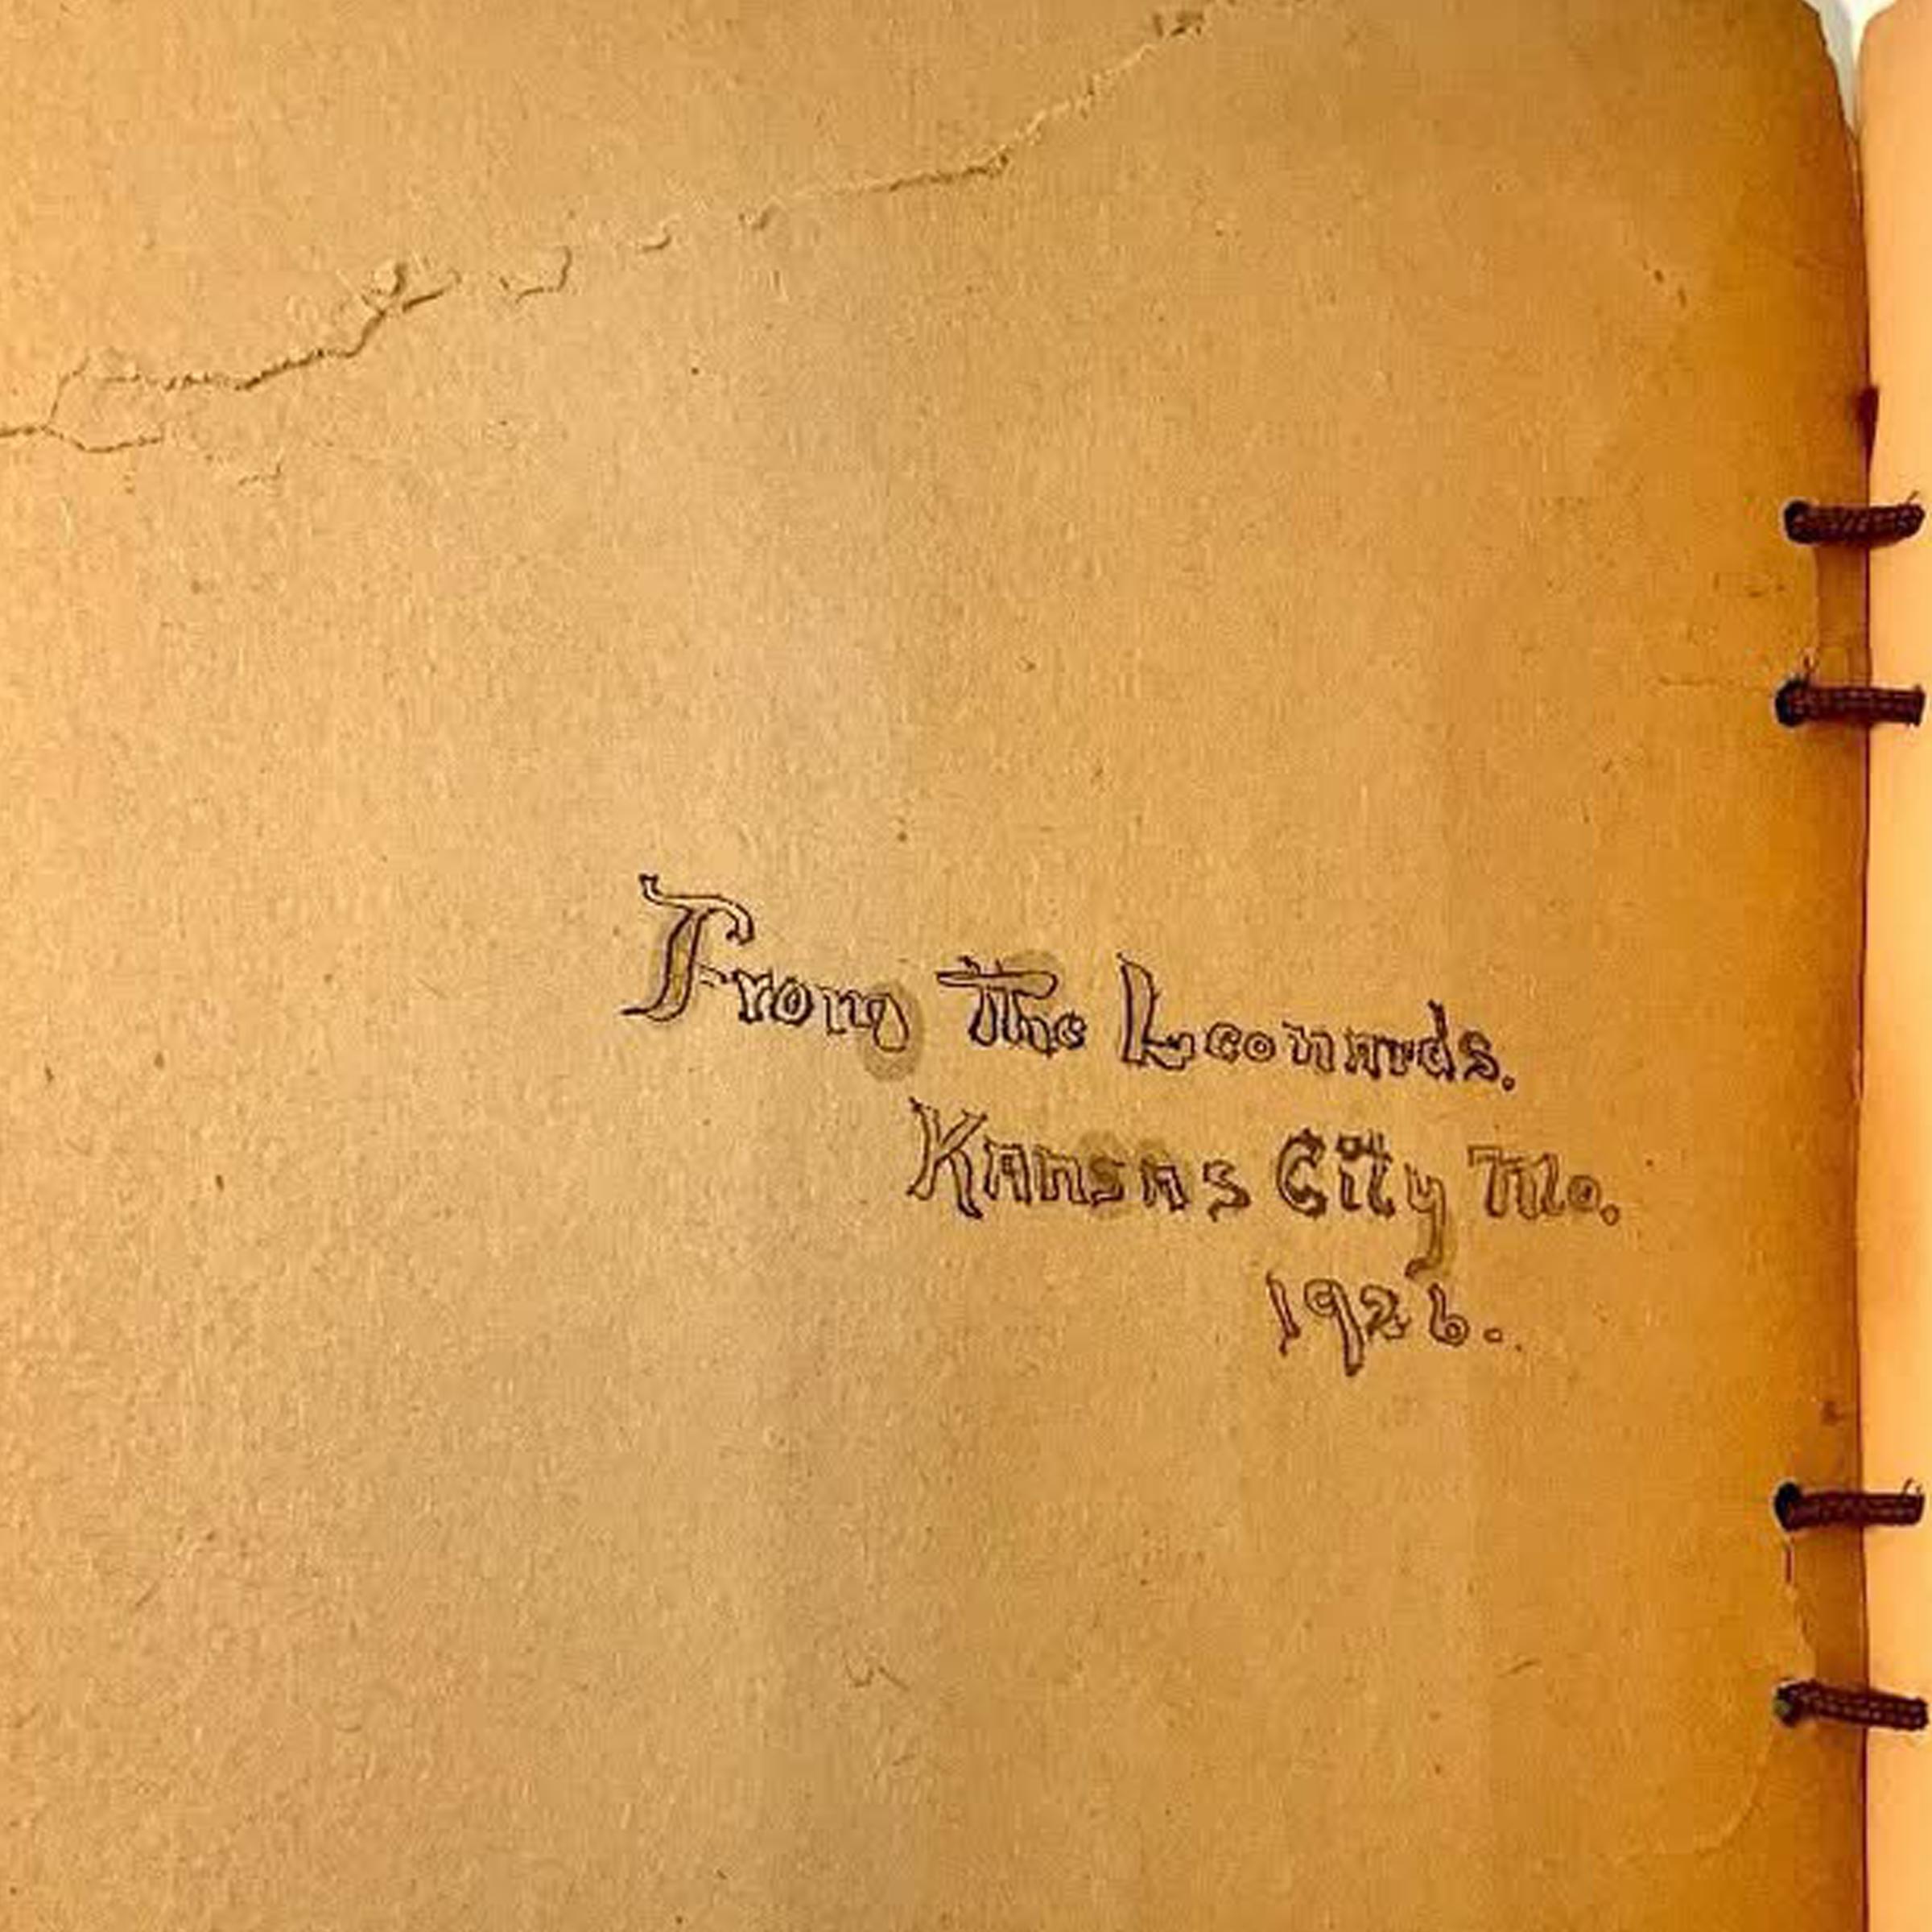 From The Leonards.
Kansas City Mo.
1926.